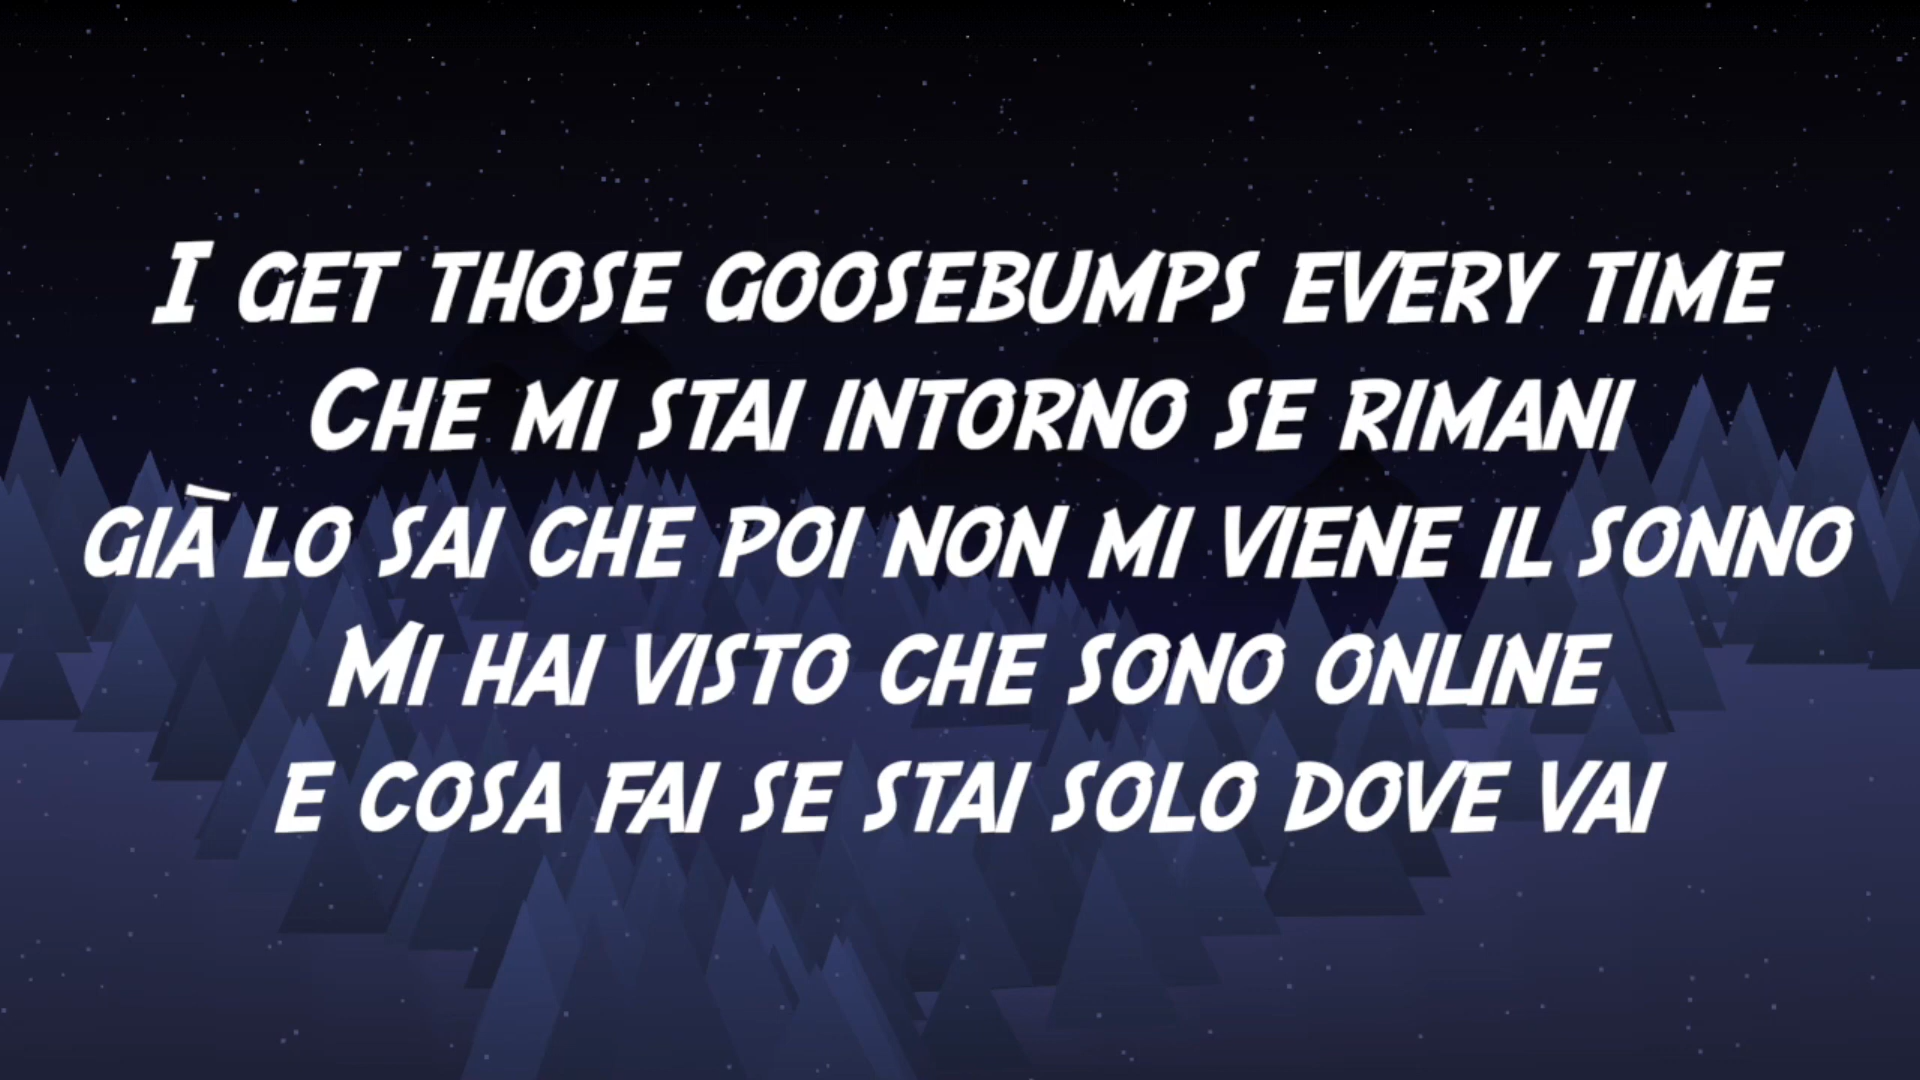 I get those goosebumps every time
Che mi stai intorno se rimani
già lo sai che poi non mi viene il sonno
Mi hai visto che sono online
e cosa fai se stai solo dove vai